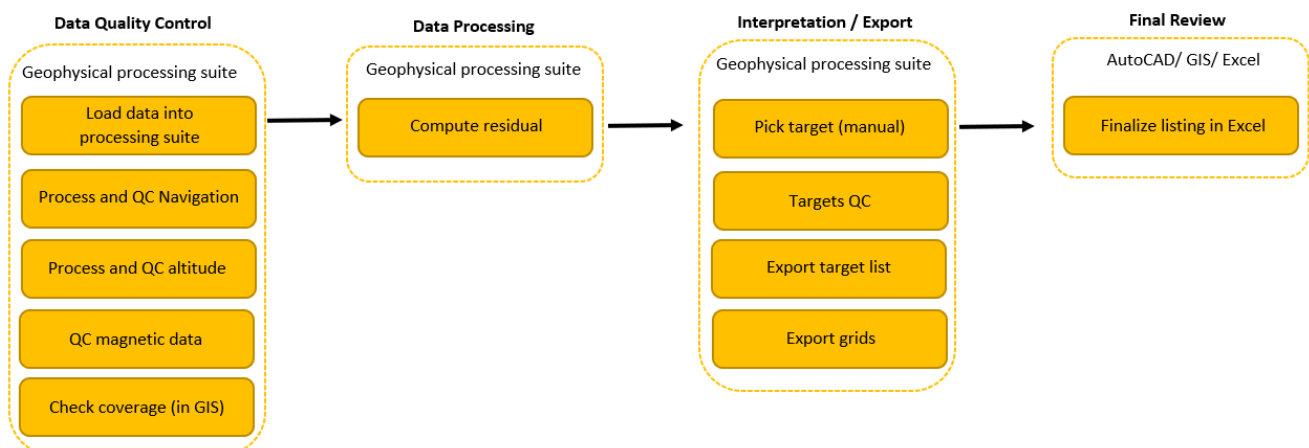 Data Quality Control
Geophysical processing suite
Load data into
processing suite
Process and QC Navigation
Process and QC altitude
QC magnetic data
Check coverage (in GIS)
Data Processing
Geophysical processing suite
Compute residual
Interpretation / Export
Geophysical processing suite
Pick target (manual)
Targets QC
Export target list
Export grids
Final Review
AutoCAD/ GIS/ Excel
Finalize listing in Excel